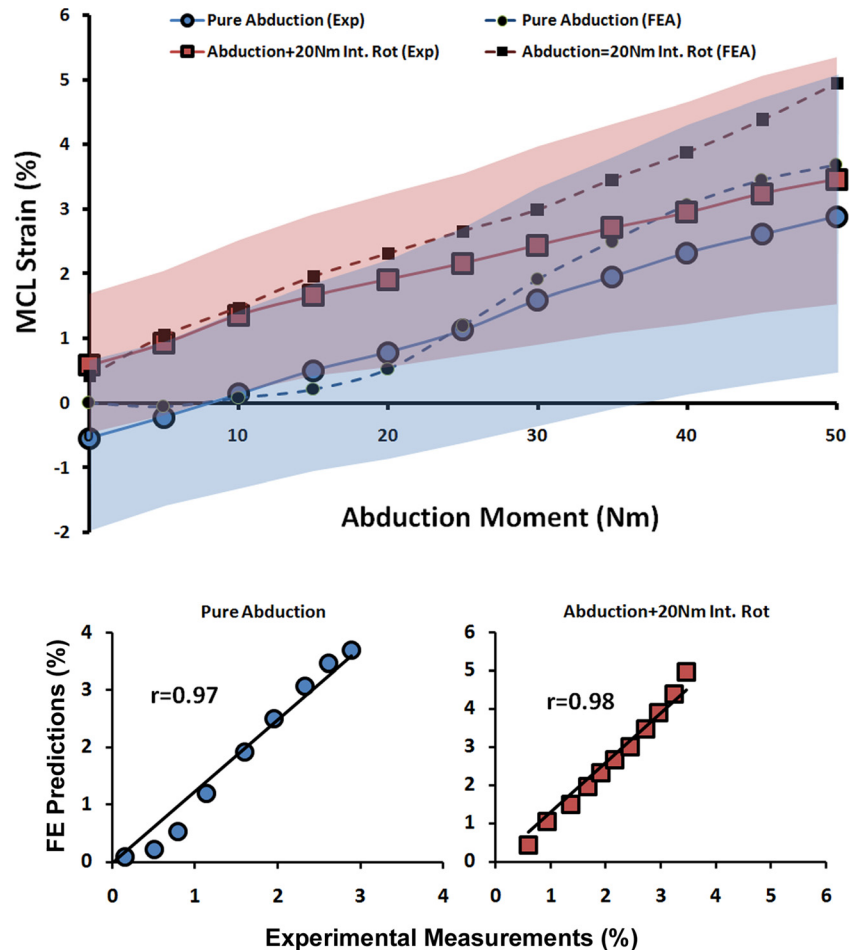 Pure Abduction (Exp)
Pure Abduction (FEA)
Abduction+20Nm Int. Rot (Exp)
Abduction=20Nm Int. Rot (FEA)
6
5
4
3
2
1
0
-1
-2
MCL Strain (%)
0 10 20 30 40 50
Abduction Moment (Nm)
Pure Abduction
4
3
2
1
0
FE Predictions (%)
r=0.97
0 1 2 3 4
Abduction+20Nm Int. Rot
6
5
4
3
2
1
0
r=0.98
0 1 2 3 4 5 6
Experimental Measurements (%)